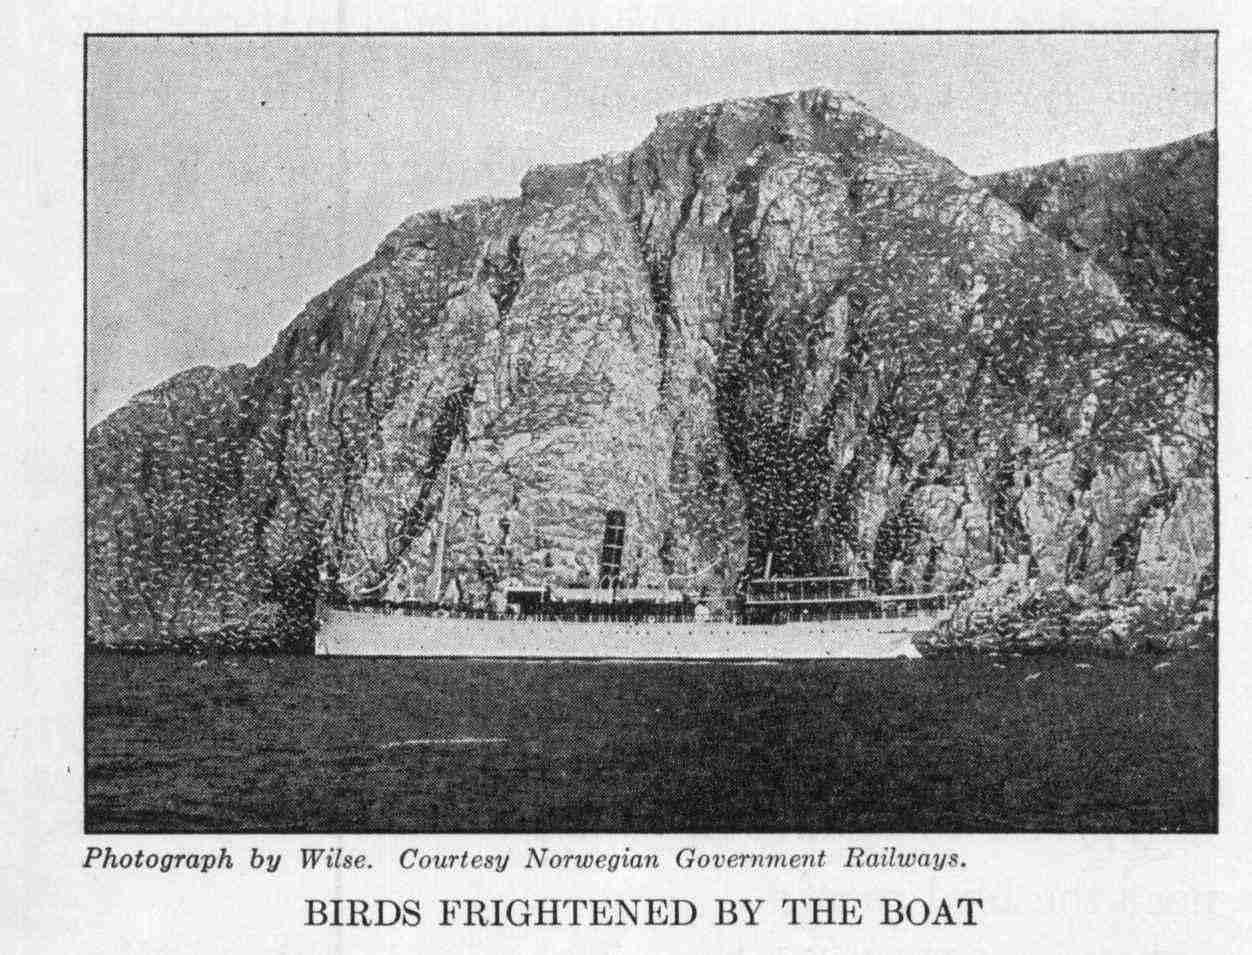 Photograph by Wilse. Courtesy Norwegian Government Railways.
BIRDS FRIGHTENED BY THE BOAT